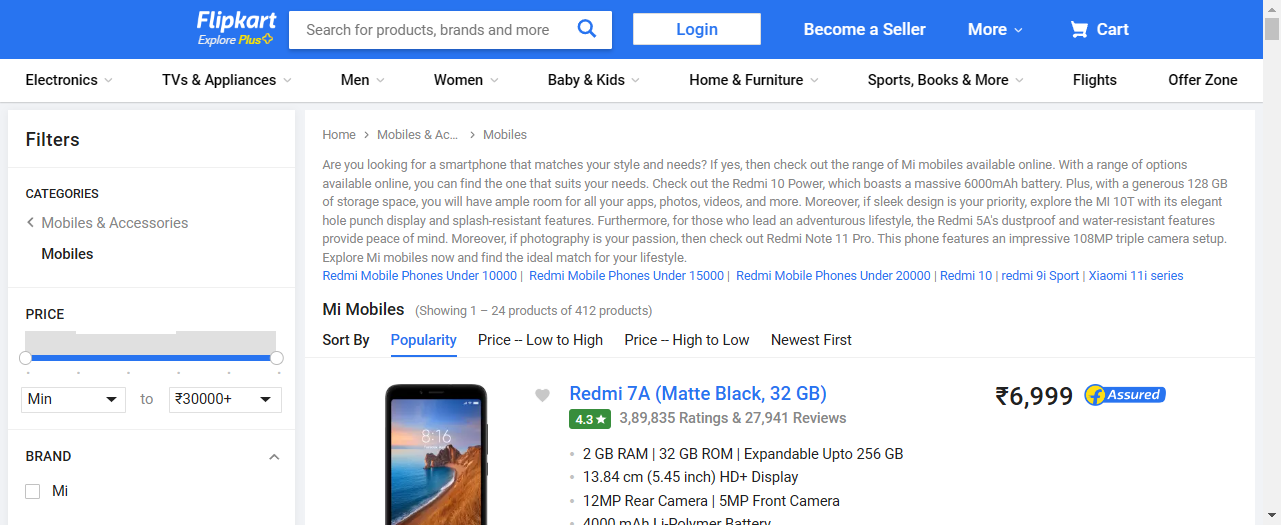 Flipkart
Explore Plus
Search for products, brands and more
Login
Become a Seller
More
Cart
Electronics
TVs & Appliances
Men
Women
Baby & Kids
Home & Furniture
Sports, Books & More
Flights
Offer Zone
Filters
CATEGORIES
Mobiles & Accessories
Mobiles
PRICE
Min
to
₹30000+
BRAND
Mi
Home
Mobiles & Ac...
Mobiles
Are you looking for a smartphone that matches your style and needs? If yes, then check out the range of Mi mobiles available online. With a range of options
available online, you can find the one that suits your needs. Check out the Redmi 10 Power, which boasts a massive 6000mAh battery. Plus, with a generous 128 GB
of storage space, you will have ample room for all your apps, photos, videos, and more. Moreover, if sleek design is your priority, explore the MI 10T with its elegant
hole punch display and splash-resistant features. Furthermore, for those who lead an adventurous lifestyle, the Redmi 5A's dustproof and water-resistant features
provide peace of mind. Moreover, if photography is your passion, then check out Redmi Note 11 Pro. This phone features an impressive 108MP triple camera setup.
Explore Mi mobiles now and find the ideal match for your lifestyle.
Redmi Mobile Phones Under 10000 | Redmi Mobile Phones Under 15000 | Redmi Mobile Phones Under 20000 | Redmi 10 | redmi 9i Sport | Xiaomi 11i series
Mi Mobiles (Showing 1 – 24 products of 412 products)
Sort By Popularity Price -- Low to High Price -- High to Low Newest First
8:16
Redmi 7A (Matte Black, 32 GB)
4.3★ 3,89,835 Ratings & 27,941 Reviews
• 2 GB RAM | 32 GB ROM | Expandable Upto 256 GB
• 13.84 cm (5.45 inch) HD+ Display
• 12MP Rear Camera | 5MP Front Camera
• 4000 mAh Li-Polymer Battery
₹6,999
f Assured